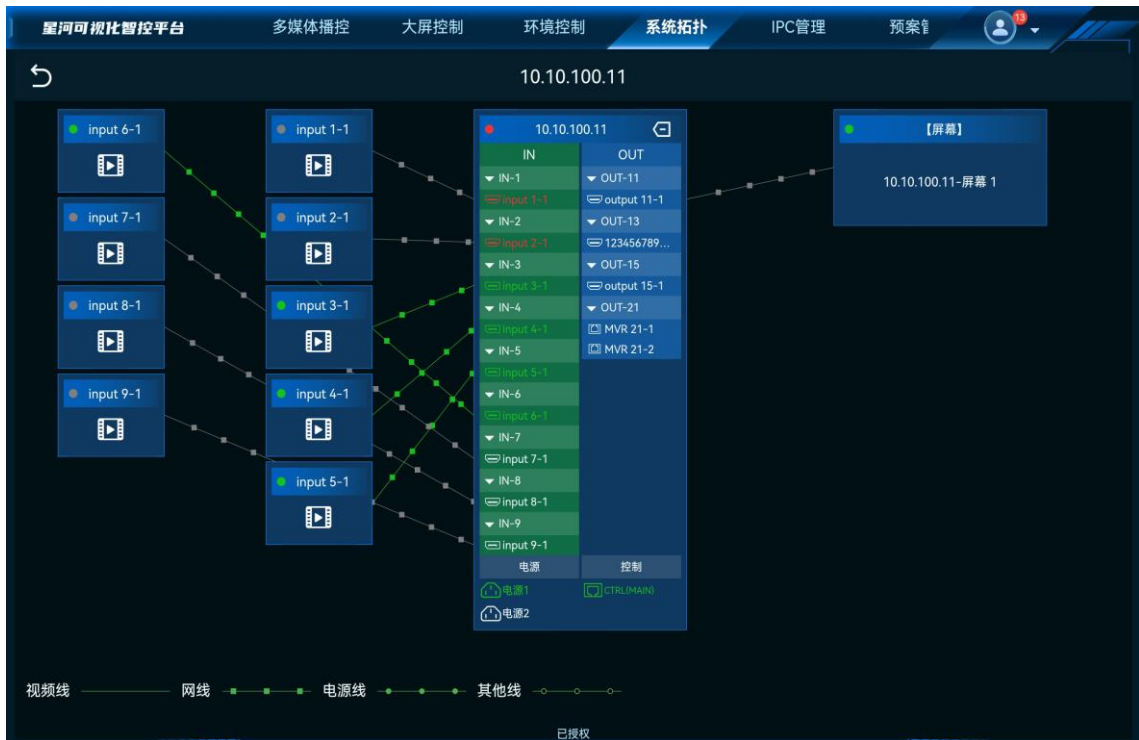 星河可视化智控平台 多媒体播控 大屏控制 环境控制 系统拓扑 IPC管理 预案管 13
10.10.100.11
input 6-1
input 7-1
input 8-1
input 9-1
input 1-1
input 2-1
input 3-1
input 4-1
input 5-1
10.10.100.11
IN OUT
IN-1 OUT-11
input 1-1 output 11-1
IN-2 OUT-13
input 2-1 123456789...
IN-3 OUT-15
input 3-1 output 15-1
IN-4 OUT-21
input 4-1 MVR 21-1
IN-5 MVR 21-2
input 5-1
IN-6
input 6-1
IN-7
input 7-1
IN-8
input 8-1
IN-9
input 9-1
电源 控制
电源1 CTRL(MAIN)
电源2
【屏幕】
10.10.100.11-屏幕 1
视频线 网线 电源线 其他线
已授权